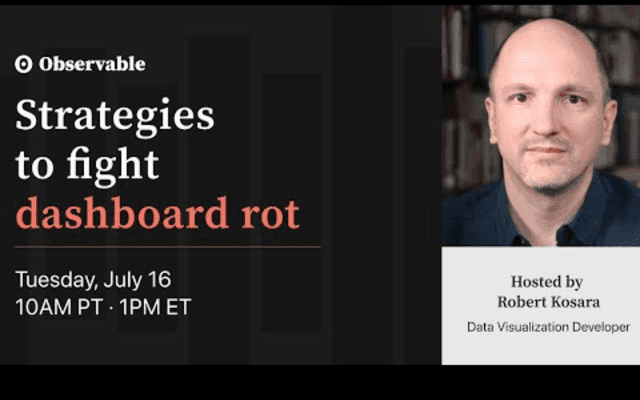 Observable
Strategies
to fight
dashboard rot
Tuesday, July 16
10AM PT · 1PM ET
Hosted by
Robert Kosara
Data Visualization Developer